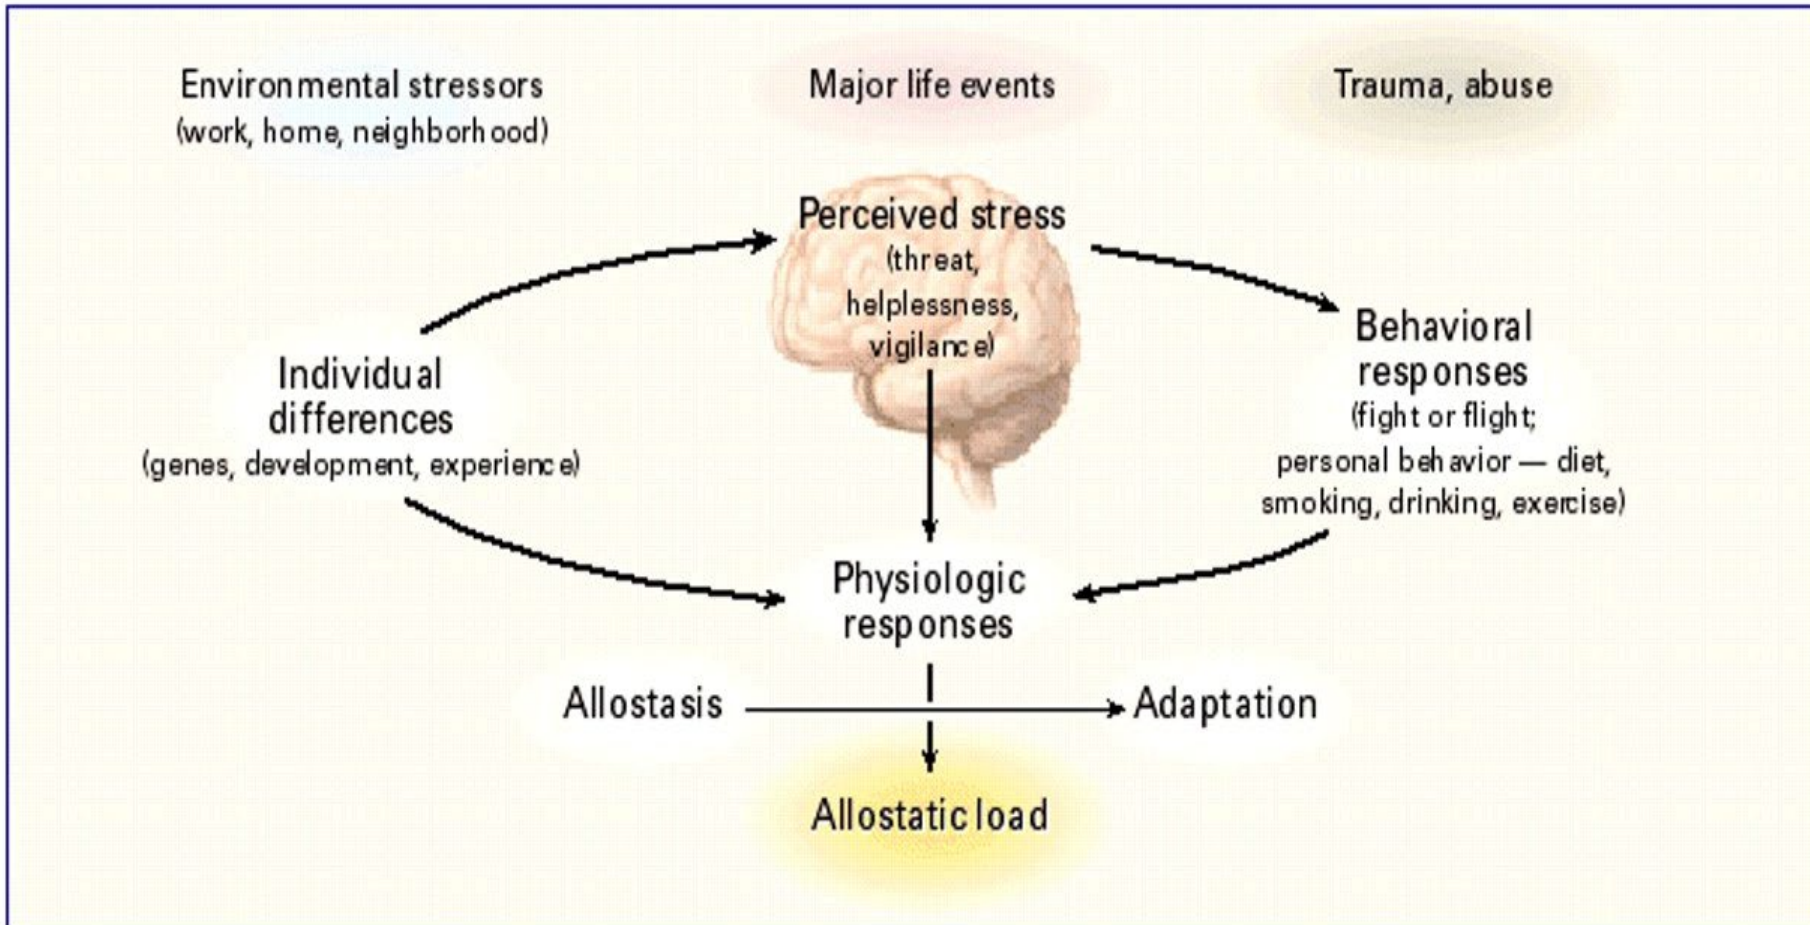 Environmental stressors
(work, home, neighborhood)
Major life events
Trauma, abuse
Perceived stress
(threat,
helplessness,
vigilance)
Individual
differences
(genes, development, experience)
Behavioral
responses
(fight or flight;
personal behavior — diet,
smoking, drinking, exercise)
Physiologic
responses
Allostasis
Adaptation
Allostatic load